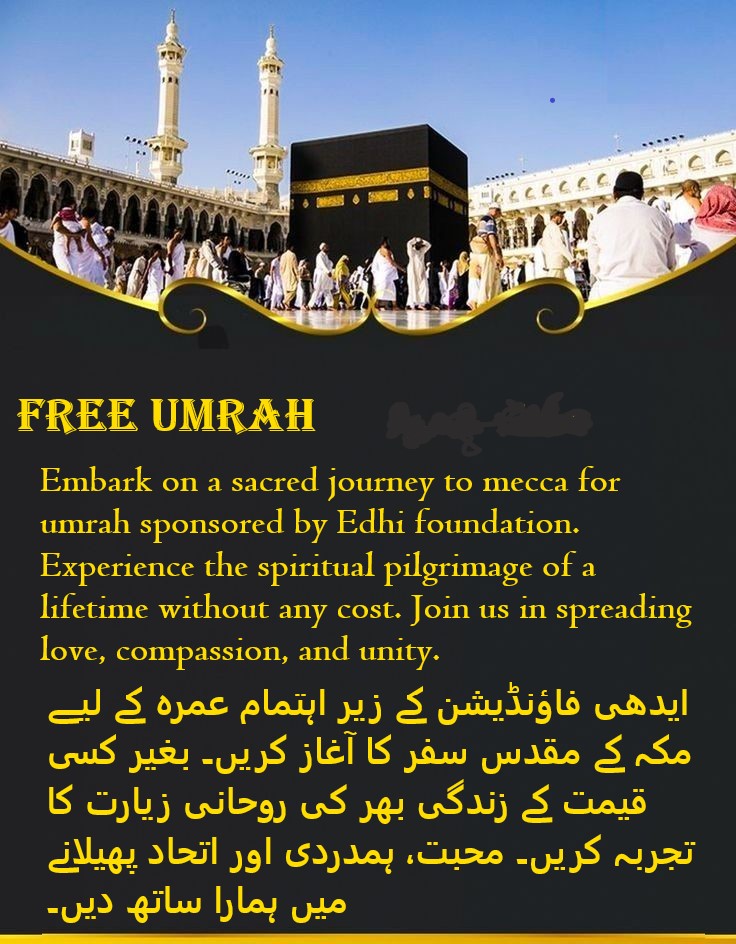 FREE UMRAH
Embark on a sacred journey to mecca for
umrah sponsored by Edhi foundation.
Experience the spiritual pilgrimage of a
lifetime without any cost. Join us in spreading
love, compassion, and unity.
ایدھی فاؤنڈیشن کے زیر اہتمام عمرہ کے لیے
مکہ کے مقدس سفر کا آغاز کریں۔ بغیر کسی
قیمت کے زندگی بھر کی روحانی زیارت کا
تجربہ کریں۔ محبت، ہمدردی اور اتحاد پھیلانے
میں ہمارا ساتھ دیں۔